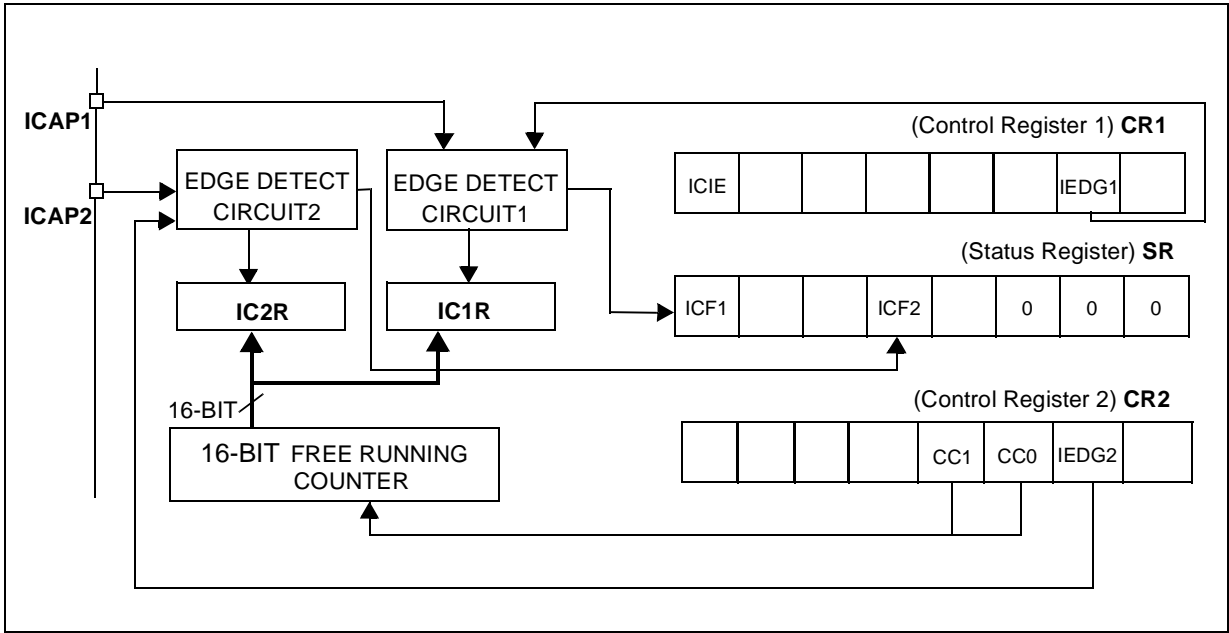 ICAP1
ICAP2
EDGE DETECT
CIRCUIT2
EDGE DETECT
CIRCUIT1
IC2R
IC1R
16-BIT
16-BIT FREE RUNNING
COUNTER
(Control Register 1) CR1
ICIE IEDG1
(Status Register) SR
ICF1 ICF2 0 0 0
(Control Register 2) CR2
CC1 CC0 IEDG2